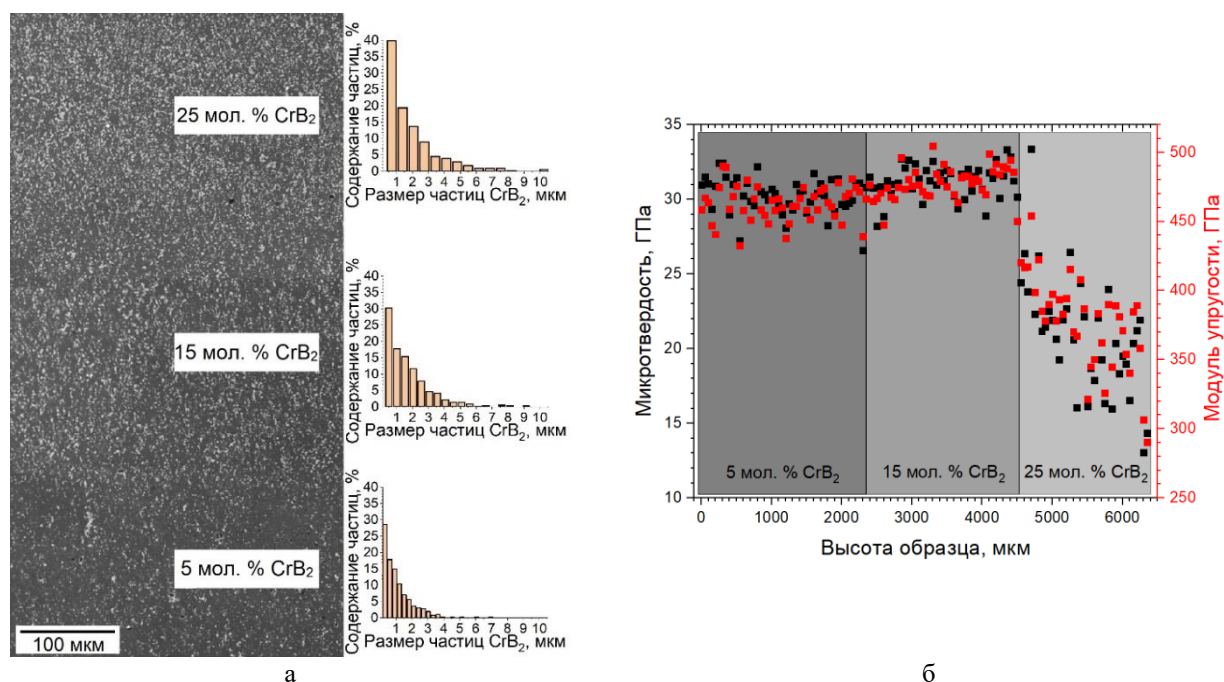 25 мол. % CrB₂
15 мол. % CrB₂
5 мол. % CrB₂
100 мкм
Содержание частиц, %
40
35
30
25
20
15
10
5
0
1 2 3 4 5 6 7 8 10
Размер частиц CrB₂, мкм
Содержание частиц, %
40
35
30
25
20
15
10
5
0
1 2 3 4 5 6 7 8 9 10
Размер частиц CrB₂, мкм
Содержание частиц, %
40
35
30
25
20
15
10
5
0
1 2 3 4 5 6 7 8 9 10
Размер частиц CrB₂, мкм
а
Микротвердость, ГПа
35
30
25
20
15
10
5 мол. % CrB₂
15 мол. % CrB₂
25 мол. % CrB₂
0 1000 2000 3000 4000 5000 6000
Высота образца, мкм
500
450
400
350
300
250
Модуль упругости, ГПа
б